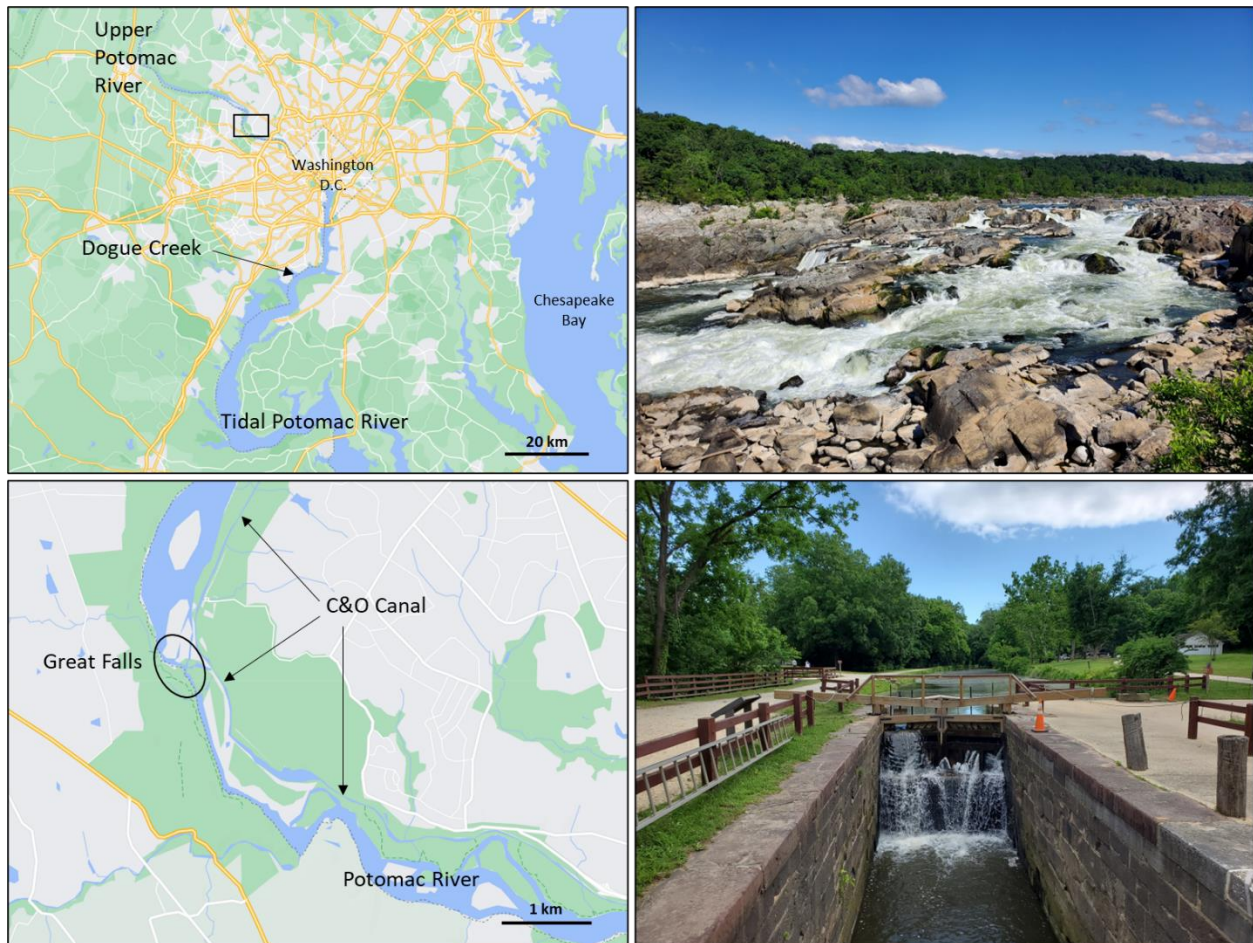 Upper
Potomac
River
Washington
D.C.
Dogue Creek
Chesapeake
Bay
Tidal Potomac River
20 km
C&O Canal
Great Falls
Potomac River
1 km